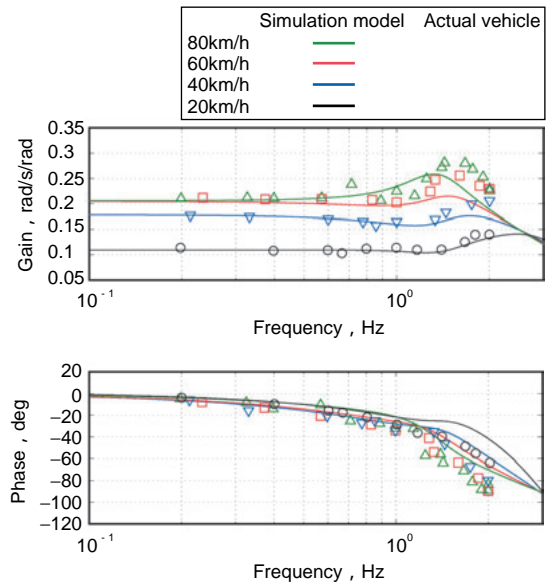 Simulation model Actual vehicle
80km/h
60km/h
40km/h
20km/h
Gain , rad/s/rad
0.35
0.3
0.25
0.2
0.15
0.1
0.05
10⁻¹ 10⁰
Frequency , Hz
Phase , deg
20
0
−20
−40
−60
−80
−100
−120
10⁻¹ 10⁰
Frequency , Hz